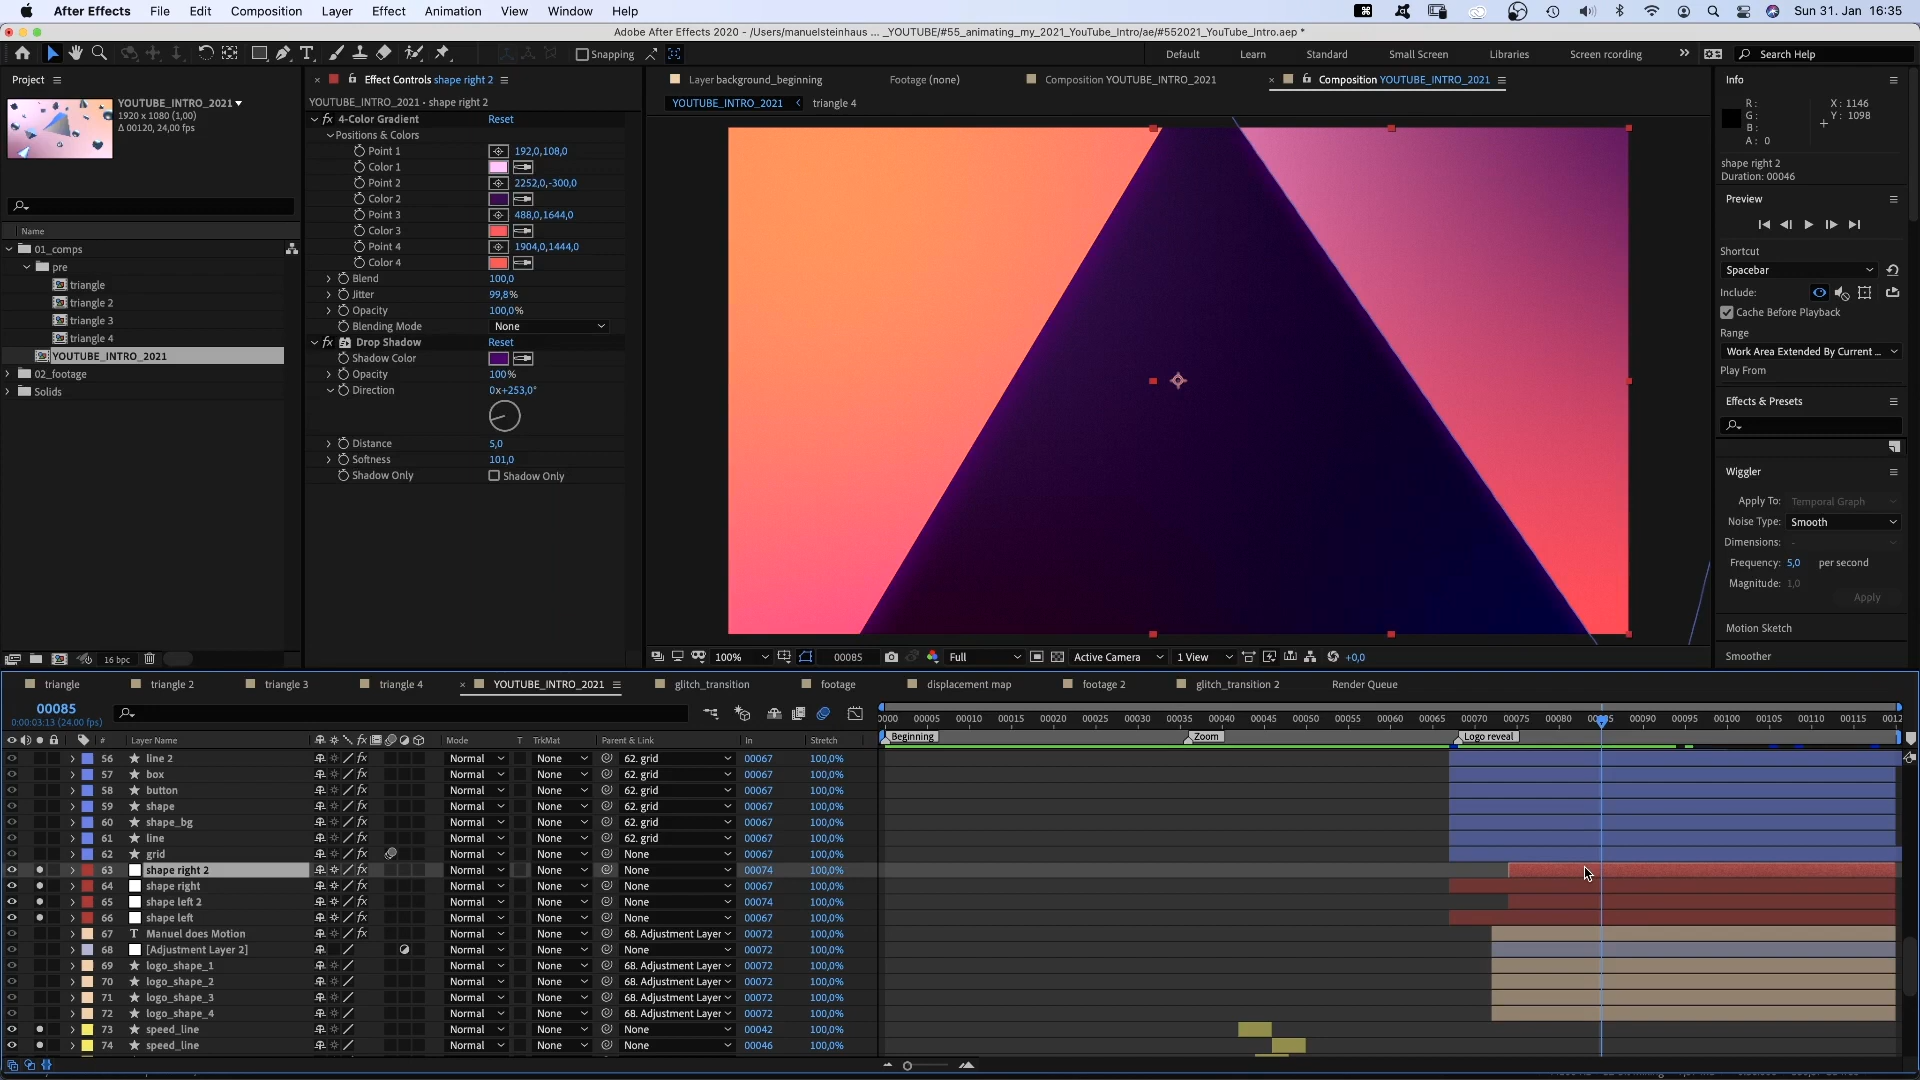 After Effects File Edit Composition Layer Effect Animation View Window Help Sun 31. Jan 16:35
Adobe After Effects 2020 - /Users/manuelsteinhaus ... _YOUTUBE/#55_animating_my_2021_YouTube_Intro/ae/#552021_YouTube_Intro.aep *
Snapping Default Learn Standard Small Screen Libraries Screen recording Search Help
Project
YOUTUBE_INTRO_2021
1920 x 1080 (1,00)
Δ 00120, 24,00 fps
Name
01_comps
pre
triangle
triangle 2
triangle 3
triangle 4
YOUTUBE_INTRO_2021
02_footage
Solids
16 bpc
Effect Controls shape right 2
YOUTUBE_INTRO_2021 • shape right 2
fx 4-Color Gradient Reset
Positions & Colors
Point 1 192,0,108,0
Color 1
Point 2 2252,0,-300,0
Color 2
Point 3 488,0,1644,0
Color 3
Point 4 1904,0,1444,0
Color 4
Blend 100,0
Jitter 99,8%
Opacity 100,0%
Blending Mode None
fx Drop Shadow Reset
Shadow Color
Opacity 100%
Direction 0x+253,0°
Distance 5,0
Softness 101,0
Shadow Only Shadow Only
Layer background_beginning Footage (none) Composition YOUTUBE_INTRO_2021 Composition YOUTUBE_INTRO_2021
YOUTUBE_INTRO_2021 triangle 4
100% 00085 Full Active Camera 1 View +0,0
Info
R: X: 1146
G: Y: 1098
B:
A: 0
shape right 2
Duration: 00046
Preview
Shortcut
Spacebar
Include:
Cache Before Playback
Range
Work Area Extended By Current ...
Play From
Effects & Presets
Wiggler
Apply To: Temporal Graph
Noise Type: Smooth
Dimensions: -
Frequency: 5,0 per second
Magnitude: 1,0
Apply
Motion Sketch
Smoother
triangle triangle 2 triangle 3 triangle 4 YOUTUBE_INTRO_2021 glitch_transition footage displacement map footage 2 glitch_transition 2 Render Queue
00085
0:00:03:13 (24.00 fps)
0000 00005 00010 00015 00020 00025 00030 00035 00040 00045 00050 00055 00060 00065 00070 00075 00080 00085 00090 00095 00100 00105 00110 00115 0012
Beginning Zoom Logo reveal
# Layer Name Mode T TrkMat Parent & Link In Stretch
56 line 2 fx Normal None 62. grid 00067 100,0%
57 box fx Normal None 62. grid 00067 100,0%
58 button fx Normal None 62. grid 00067 100,0%
59 shape fx Normal None 62. grid 00067 100,0%
60 shape_bg fx Normal None 62. grid 00067 100,0%
61 line fx Normal None 62. grid 00067 100,0%
62 grid fx Normal None None 00067 100,0%
63 shape right 2 fx Normal None None 00074 100,0%
64 shape right fx Normal None None 00067 100,0%
65 shape left 2 fx Normal None None 00074 100,0%
66 shape left fx Normal None None 00067 100,0%
67 T Manuel does Motion fx Normal None 68. Adjustment Layer 00072 100,0%
68 [Adjustment Layer 2] Normal None None 00072 100,0%
69 logo_shape_1 Normal None 68. Adjustment Layer 00072 100,0%
70 logo_shape_2 Normal None 68. Adjustment Layer 00072 100,0%
71 logo_shape_3 Normal None 68. Adjustment Layer 00072 100,0%
72 logo_shape_4 Normal None 68. Adjustment Layer 00072 100,0%
73 speed_line Normal None None 00042 100,0%
74 speed_line Normal None None 00046 100,0%